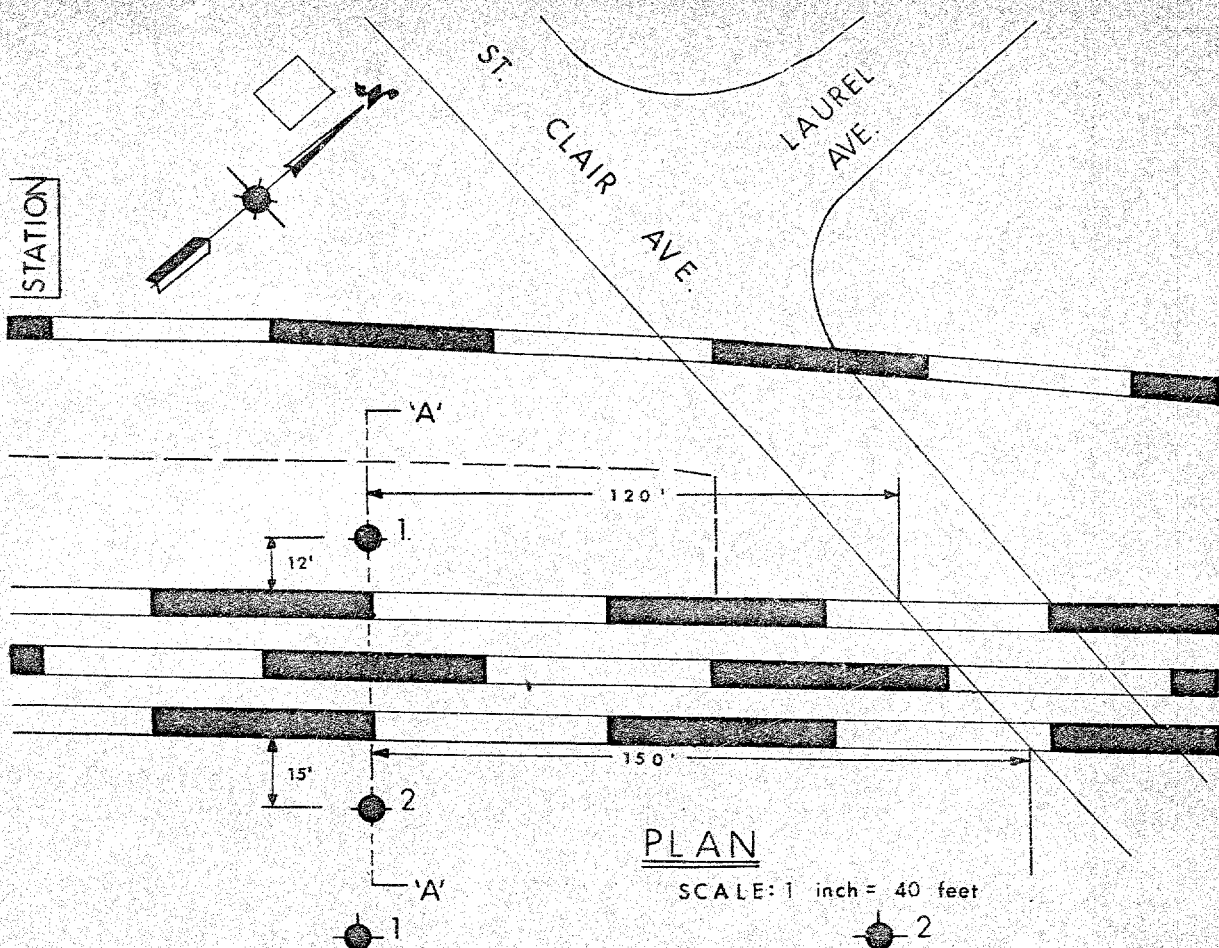 ST.
CLAIR
AVE.
LAUREL
AVE.
N
STATION
'A'
120'
1.
12'
15'
150'
2
'A'
PLAN
SCALE: 1 inch = 40 feet
1
2